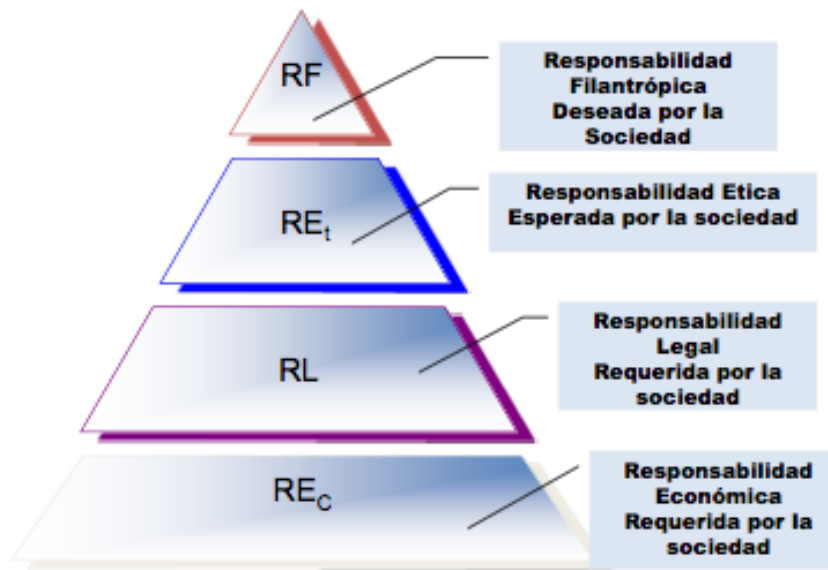 RF
Responsabilidad
Filantrópica
Deseada por la
Sociedad
REt
Responsabilidad Etica
Esperada por la sociedad
RL
Responsabilidad
Legal
Requerida por la
sociedad
REC
Responsabilidad
Económica
Requerida por la
sociedad